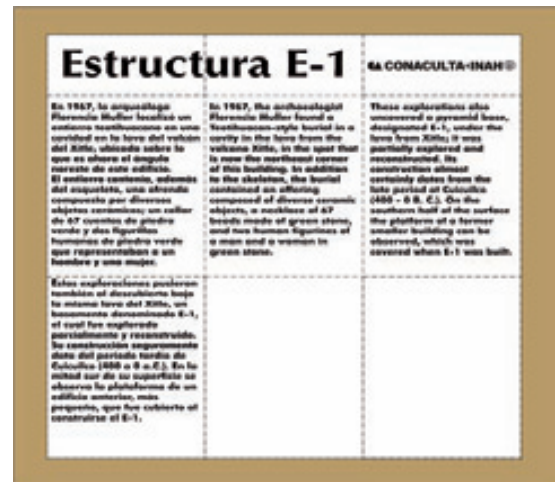 Estructura E-1
CONACULTA-INAH
En 1967, la arqueóloga
Florencia Muller localizó un
entierro teotihuacano en una
cavidad en la lava del volcán
del Xitle, ubicada sobre lo
que es ahora el ángulo
noreste de este edificio.
El entierro contenía, además
del esqueleto, una ofrenda
compuesta por diversos
objetos cerámicos; un collar
de 67 cuentas de piedra
verde y dos figurillas
humanas de piedra verde
que representaban a un
hombre y una mujer.
Estas exploraciones pusieron
también al descubierto bajo
la misma lava del Xitle, un
basamento denominado E-1,
el cual fue explorado
parcialmente y reconstruido.
Su construcción seguramente
data del periodo tardío de
Cuicuilco (400 a 0 a.C.). En la
mitad sur de su superficie se
observa la plataforma de un
edificio anterior, más
pequeño, que fue cubierto al
construirse el E-1.
In 1967, the archaeologist
Florencia Muller found a
Teotihuacan-style burial in a
cavity in the lava from the
volcano Xitle, in the spot that
is now the northeast corner
of this building. In addition
to the skeleton, the burial
contained an offering
composed of diverse ceramic
objects, a necklace of 67
beads made of green stone,
and two human figurines of
a man and a woman in
green stone.
These explorations also
uncovered a pyramid base,
designated E-1, under the
lava from Xitle; it was
partially explored and
reconstructed. Its
construction almost
certainly dates from the
late period at Cuicuilco
(400 - 0 B. C.). On the
southern half of the surface
the platform of a former
smaller building can be
observed, which was
covered when E-1 was built.